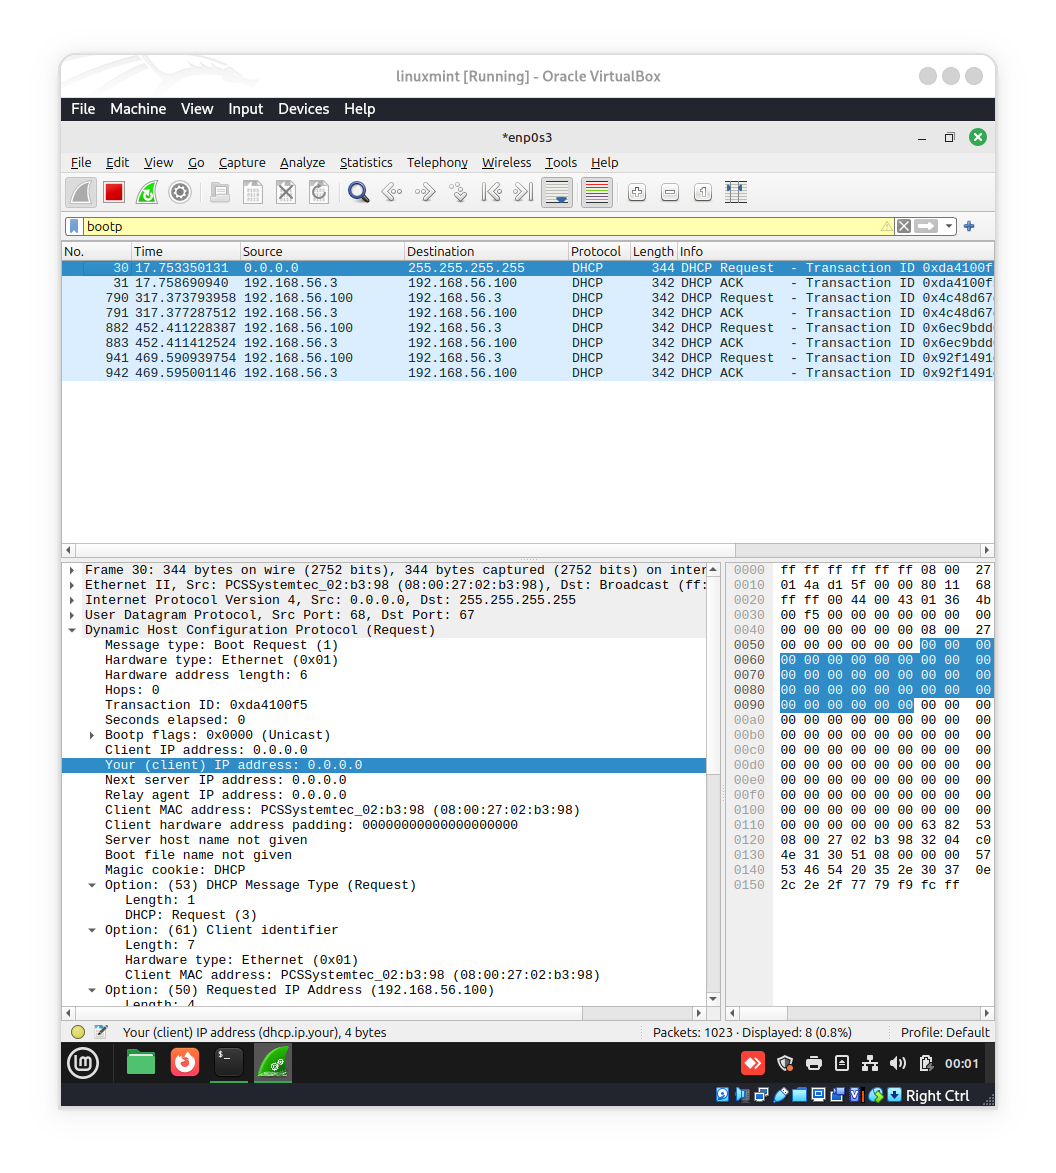 linuxmint [Running] - Oracle VirtualBox
File Machine View Input Devices Help
*enp0s3
File Edit View Go Capture Analyze Statistics Telephony Wireless Tools Help
bootp
No. Time Source Destination Protocol Length Info
30 17.753350131 0.0.0.0 255.255.255.255 DHCP 344 DHCP Request - Transaction ID 0xda4100f
31 17.758690940 192.168.56.3 192.168.56.100 DHCP 342 DHCP ACK - Transaction ID 0xda4100f
790 317.373793958 192.168.56.100 192.168.56.3 DHCP 342 DHCP Request - Transaction ID 0x4c48d67
791 317.377287512 192.168.56.3 192.168.56.100 DHCP 342 DHCP ACK - Transaction ID 0x4c48d67
882 452.411228387 192.168.56.100 192.168.56.3 DHCP 342 DHCP Request - Transaction ID 0x6ec9bdd
883 452.411412524 192.168.56.3 192.168.56.100 DHCP 342 DHCP ACK - Transaction ID 0x6ec9bdd
941 469.590939754 192.168.56.100 192.168.56.3 DHCP 342 DHCP Request - Transaction ID 0x92f1491
942 469.595001146 192.168.56.3 192.168.56.100 DHCP 342 DHCP ACK - Transaction ID 0x92f1491
Frame 30: 344 bytes on wire (2752 bits), 344 bytes captured (2752 bits) on inter
Ethernet II, Src: PCSSystemtec_02:b3:98 (08:00:27:02:b3:98), Dst: Broadcast (ff:
Internet Protocol Version 4, Src: 0.0.0.0, Dst: 255.255.255.255
User Datagram Protocol, Src Port: 68, Dst Port: 67
Dynamic Host Configuration Protocol (Request)
Message type: Boot Request (1)
Hardware type: Ethernet (0x01)
Hardware address length: 6
Hops: 0
Transaction ID: 0xda4100f5
Seconds elapsed: 0
Bootp flags: 0x0000 (Unicast)
Client IP address: 0.0.0.0
Your (client) IP address: 0.0.0.0
Next server IP address: 0.0.0.0
Relay agent IP address: 0.0.0.0
Client MAC address: PCSSystemtec_02:b3:98 (08:00:27:02:b3:98)
Client hardware address padding: 00000000000000000000
Server host name not given
Boot file name not given
Magic cookie: DHCP
Option: (53) DHCP Message Type (Request)
Length: 1
DHCP: Request (3)
Option: (61) Client identifier
Length: 7
Hardware type: Ethernet (0x01)
Client MAC address: PCSSystemtec_02:b3:98 (08:00:27:02:b3:98)
Option: (50) Requested IP Address (192.168.56.100)
Length: 4
0000 ff ff ff ff ff ff 08 00 27
0010 01 4a d1 5f 00 00 80 11 68
0020 ff ff 00 44 00 43 01 36 4b
0030 00 f5 00 00 00 00 00 00 00
0040 00 00 00 00 00 00 08 00 27
0050 00 00 00 00 00 00 00 00 00
0060 00 00 00 00 00 00 00 00 00
0070 00 00 00 00 00 00 00 00 00
0080 00 00 00 00 00 00 00 00 00
0090 00 00 00 00 00 00 00 00 00
00a0 00 00 00 00 00 00 00 00 00
00b0 00 00 00 00 00 00 00 00 00
00c0 00 00 00 00 00 00 00 00 00
00d0 00 00 00 00 00 00 00 00 00
00e0 00 00 00 00 00 00 00 00 00
00f0 00 00 00 00 00 00 00 00 00
0100 00 00 00 00 00 00 00 00 00
0110 00 00 00 00 00 00 63 82 53
0120 08 00 27 02 b3 98 32 04 c0
0130 4e 31 30 51 08 00 00 00 57
0140 53 46 54 20 35 2e 30 37 0e
0150 2c 2e 2f 77 79 f9 fc ff
Your (client) IP address (dhcp.ip.your), 4 bytes
Packets: 1023 · Displayed: 8 (0.8%)
Profile: Default
00:01
Right Ctrl